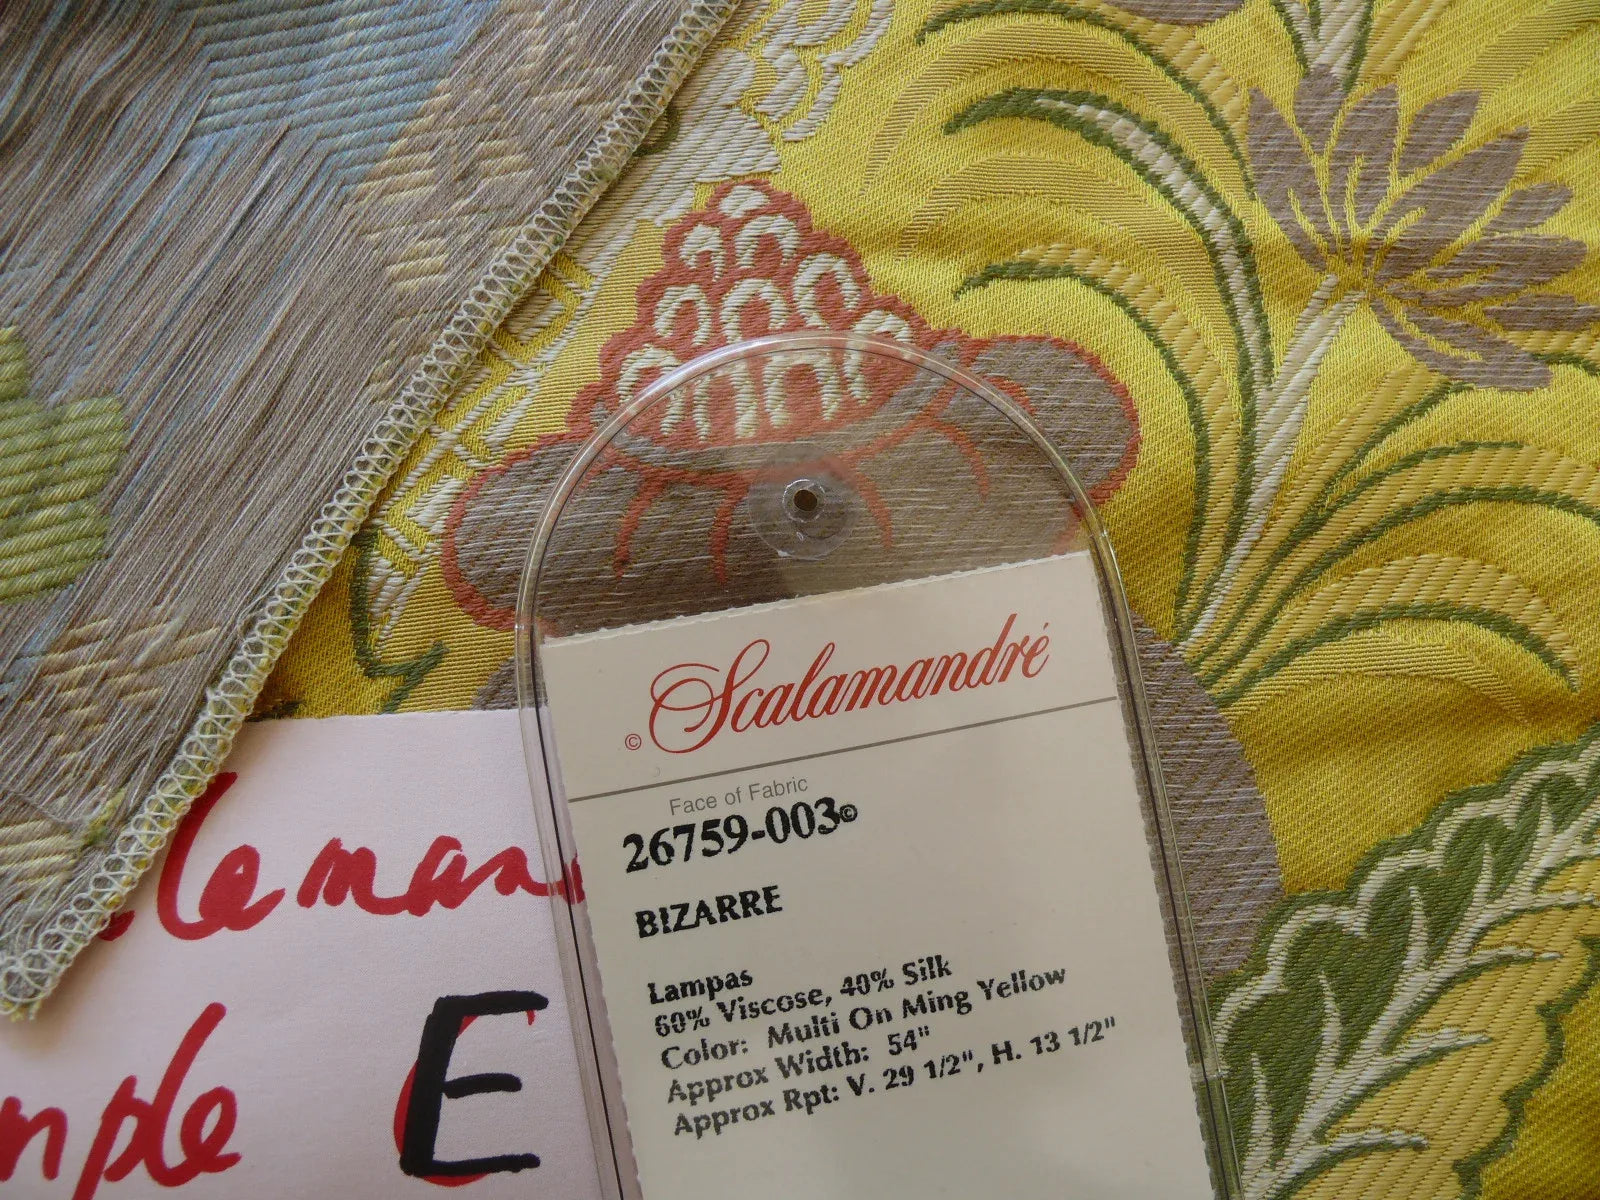 © Scalamandré
Face of Fabric
26759-003©
BIZARRE
Lampas
60% Viscose, 40% Silk
Color: Multi On Ming Yellow
Approx Width: 54"
Approx Rpt: V. 29 1/2", H. 13 1/2"
E